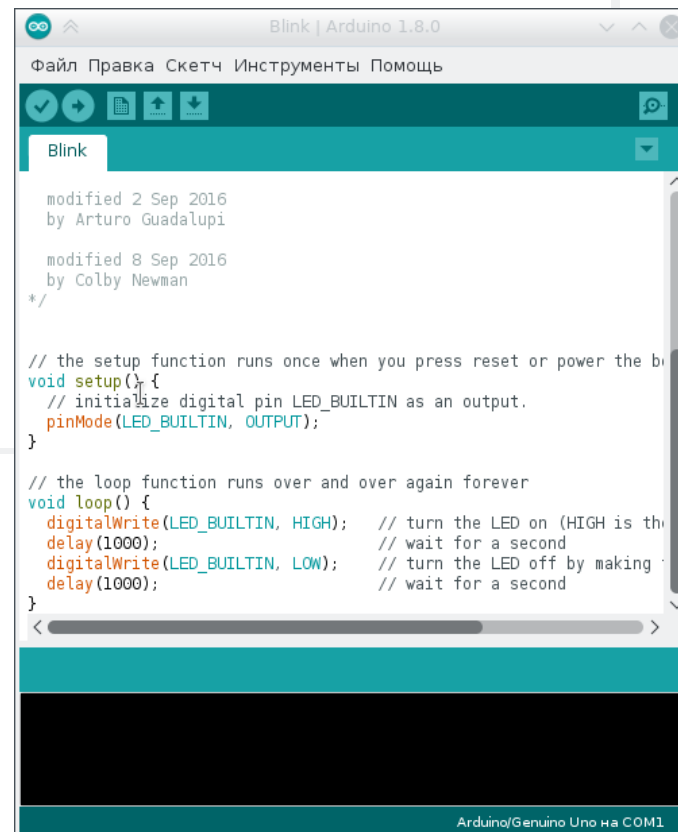 Blink | Arduino 1.8.0
Файл Правка Скетч Инструменты Помощь
Blink
modified 2 Sep 2016
by Arturo Guadalupi
modified 8 Sep 2016
by Colby Newman
*/
// the setup function runs once when you press reset or power the
void setup() {
// initialize digital pin LED_BUILTIN as an output.
pinMode(LED_BUILTIN, OUTPUT);
}
// the loop function runs over and over again forever
void loop() {
digitalWrite(LED_BUILTIN, HIGH);   // turn the LED on (HIGH is
delay(1000);                       // wait for a second
digitalWrite(LED_BUILTIN, LOW);    // turn the LED off by making
delay(1000);                       // wait for a second
}
Arduino/Genuino Uno на COM1